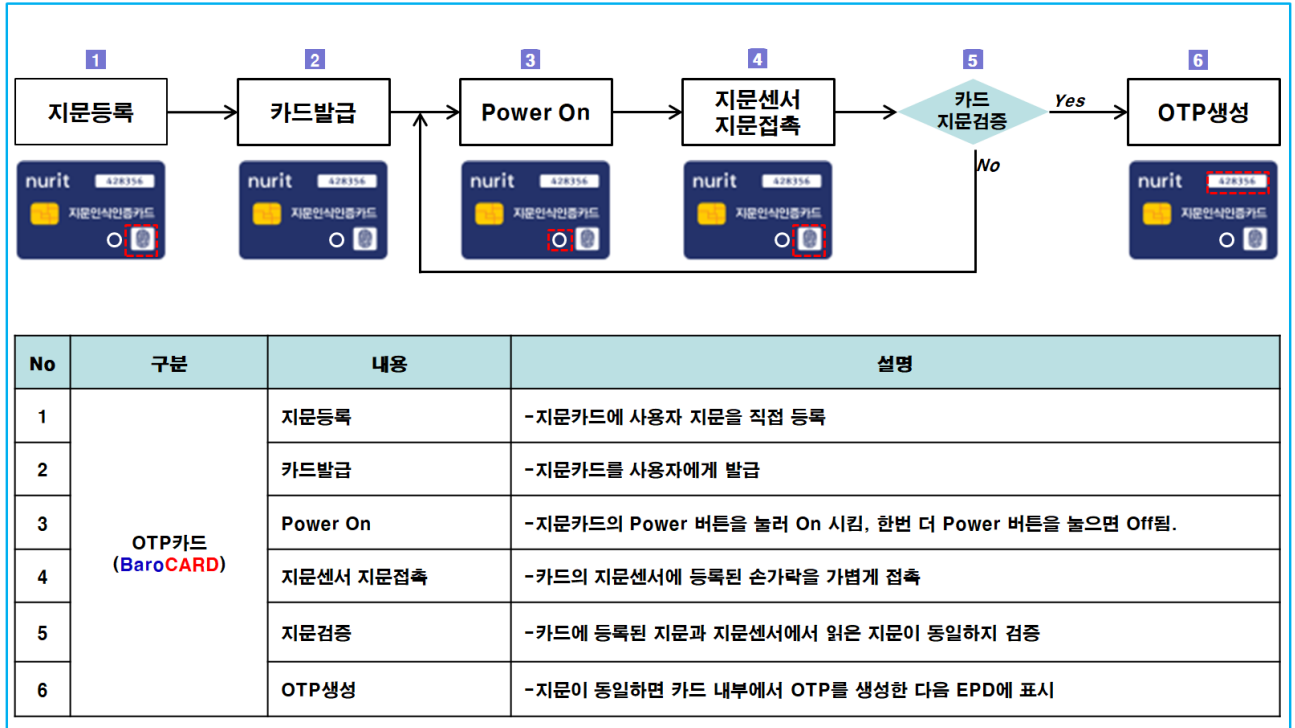 1
2
3
4
5
6
지문등록
카드발급
Power On
지문센서
지문접촉
카드
지문검증
Yes
OTP생성
No
nurit 428356
지문인식인증카드
nurit 428356
지문인식인증카드
nurit 428356
지문인식인증카드
nurit 428356
지문인식인증카드
nurit 428356
지문인식인증카드
No 구분 내용 설명
OTP카드
(BaroCARD)
1 지문등록 -지문카드에 사용자 지문을 직접 등록
2 카드발급 -지문카드를 사용자에게 발급
3 Power On -지문카드의 Power 버튼을 눌러 On 시킴, 한번 더 Power 버튼을 눌으면 Off됨.
4 지문센서 지문접촉 -카드의 지문센서에 등록된 손가락을 가볍게 접촉
5 지문검증 -카드에 등록된 지문과 지문센서에서 읽은 지문이 동일하지 검증
6 OTP생성 -지문이 동일하면 카드 내부에서 OTP를 생성한 다음 EPD에 표시